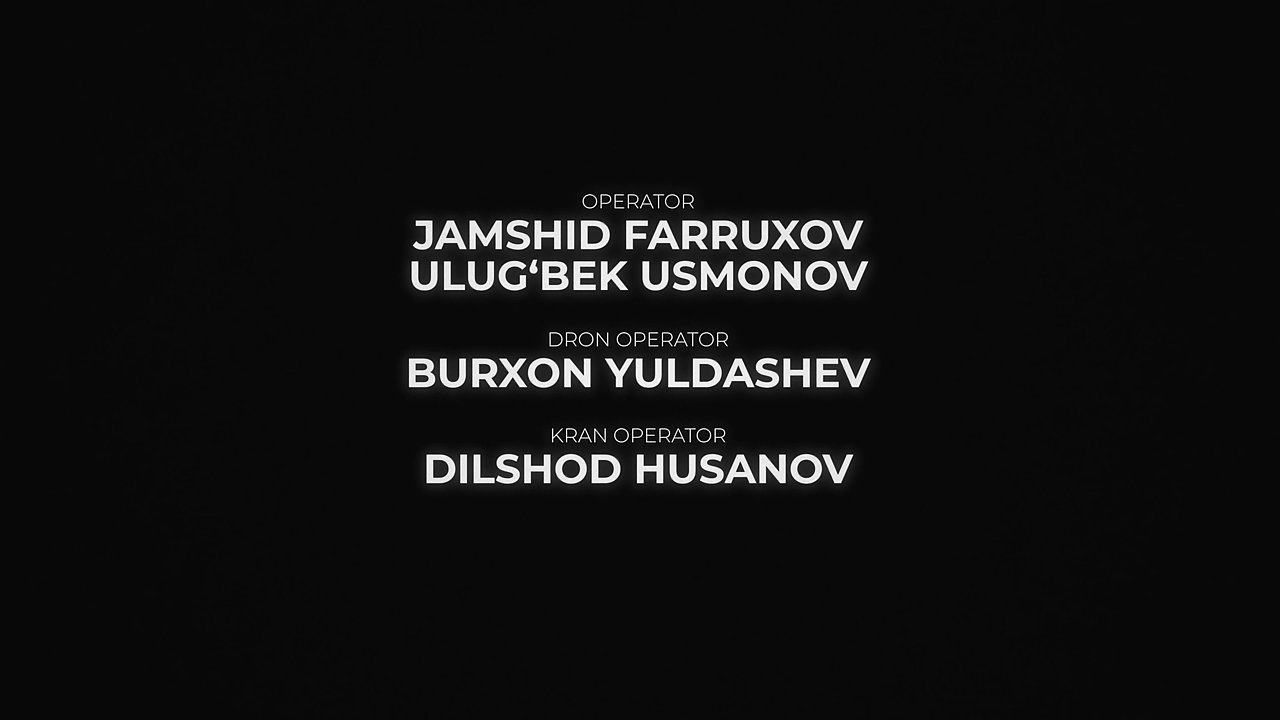 OPERATOR
JAMSHID FARRUXOV
ULUG‘BEK USMONOV
DRON OPERATOR
BURXON YULDASHEV
KRAN OPERATOR
DILSHOD HUSANOV